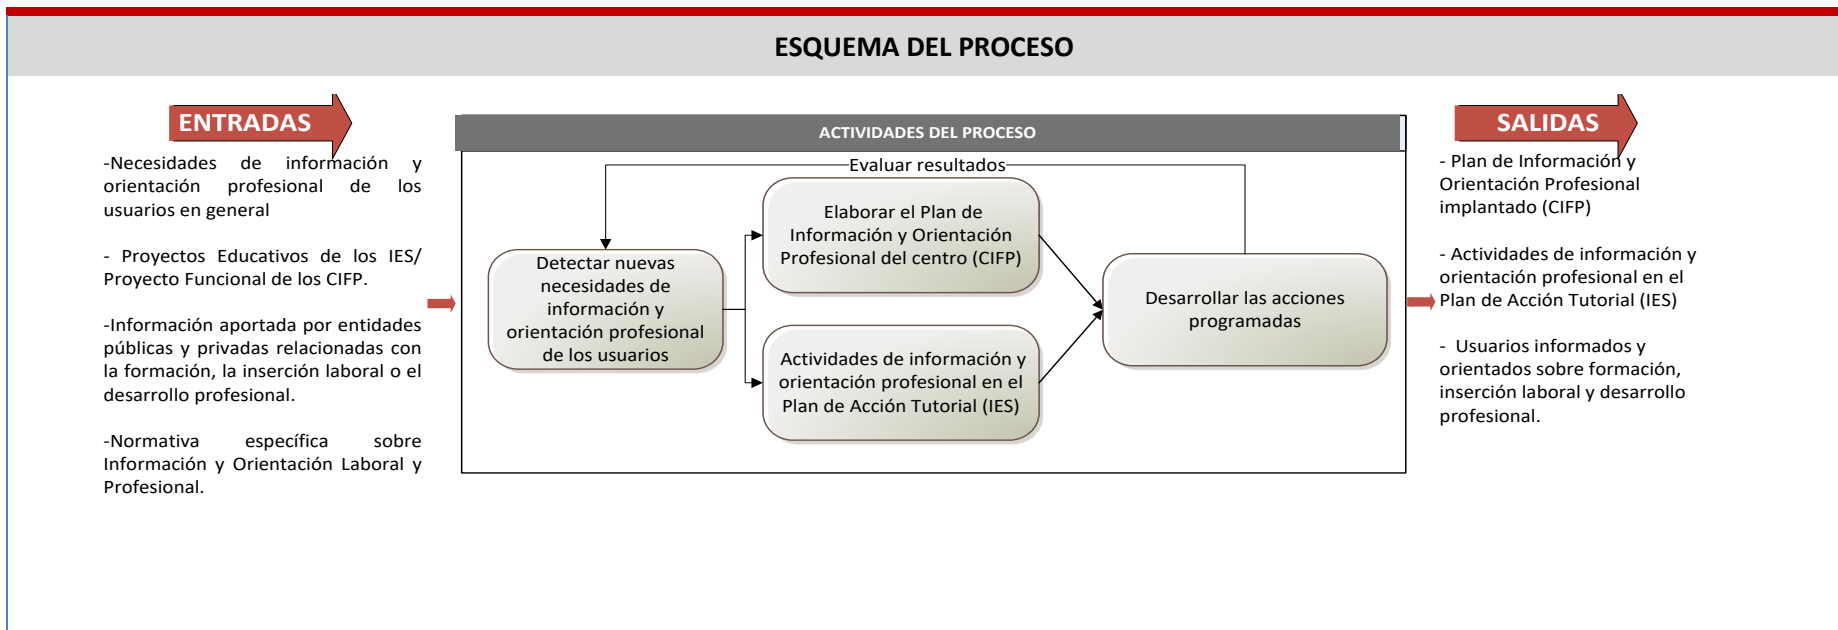 ESQUEMA DEL PROCESO
ENTRADAS
-Necesidades de información y
orientación profesional de los
usuarios en general
- Proyectos Educativos de los IES/
Proyecto Funcional de los CIFP.
-Información aportada por entidades
públicas y privadas relacionadas con
la formación, la inserción laboral o el
desarrollo profesional.
-Normativa específica sobre
Información y Orientación Laboral y
Profesional.
ACTIVIDADES DEL PROCESO
Evaluar resultados
Detectar nuevas
necesidades de
información y
orientación profesional
de los usuarios
Elaborar el Plan de
Información y Orientación
Profesional del centro (CIFP)
Actividades de información y
orientación profesional en el
Plan de Acción Tutorial (IES)
Desarrollar las acciones
programadas
SALIDAS
- Plan de Información y
Orientación Profesional
implantado (CIFP)
- Actividades de información y
orientación profesional en el
Plan de Acción Tutorial (IES)
- Usuarios informados y
orientados sobre formación,
inserción laboral y desarrollo
profesional.